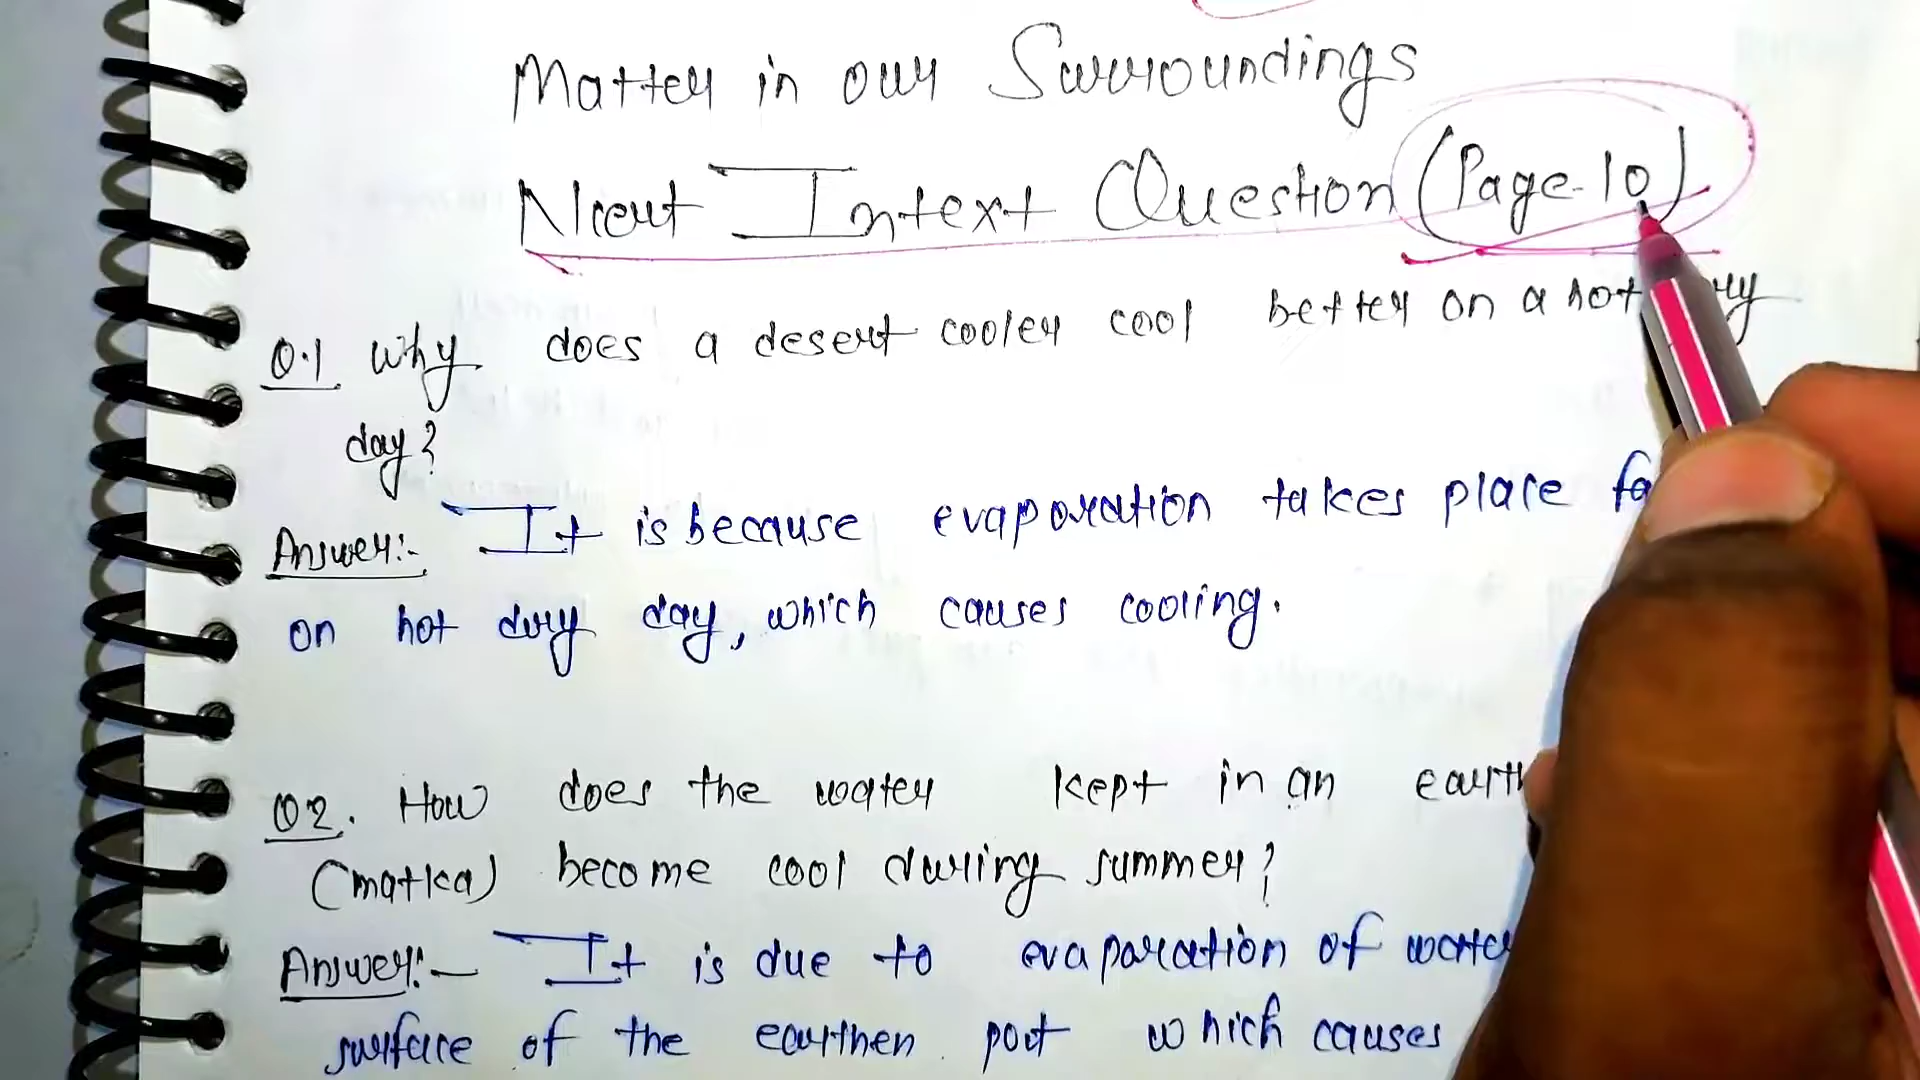 Matter in our Surroundings
Ncert Intext Question (Page-10)
Q.1 Why does a desert cooler cool better on a hot
day?
Answer:- It is because evaporation takes place
on hot dry day, which causes cooling.
Q2. How does the water kept in an
(matka) become cool during summer?
Answer:- It is due to evaporation of water
surface of the earthen pot which causes